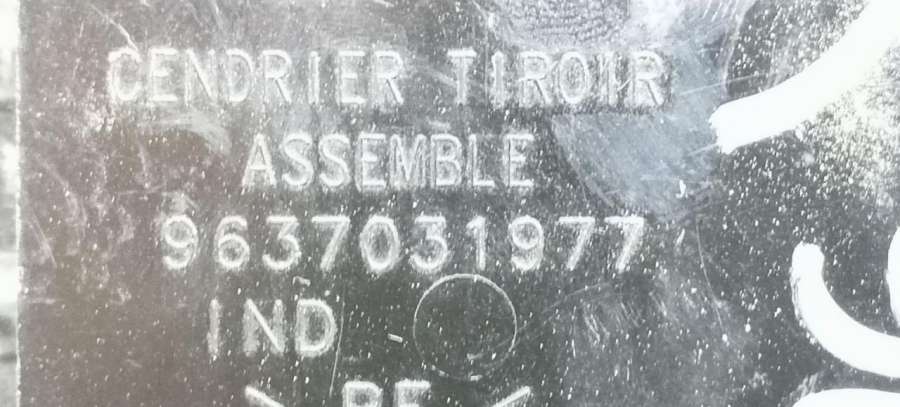 CENDRIER TIROIR
ASSEMBLE
9637031977
IND